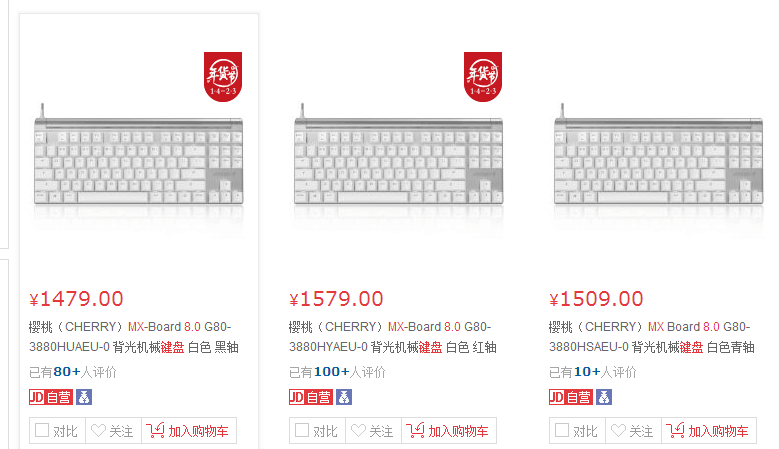 年货节
1·4-2·3
年货节
1·4-2·3
¥1479.00
樱桃（CHERRY）MX-Board 8.0 G80-
3880HUAEU-0 背光机械键盘 白色 黑轴
已有80+人评价
JD自营
对比 关注 加入购物车
¥1579.00
樱桃（CHERRY）MX-Board 8.0 G80-
3880HYAEU-0 背光机械键盘 白色 红轴
已有100+人评价
JD自营
对比 关注 加入购物车
¥1509.00
樱桃（CHERRY）MX-Board 8.0 G80-
3880HSAEU-0 背光机械键盘 白色青轴
已有10+人评价
JD自营
对比 关注 加入购物车